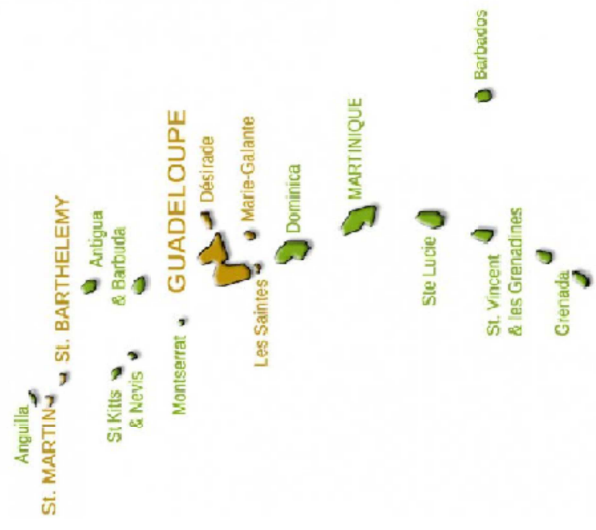 Anguilla
St. MARTIN
St. BARTHELEMY
Antigua
& Barbuda
St Kitts
& Nevis
Montserrat
GUADELOUPE
Désirade
Marie-Galante
Les Saintes
Dominica
MARTINIQUE
Ste Lucie
Barbados
St. Vincent
& les Grenadines
Grenada